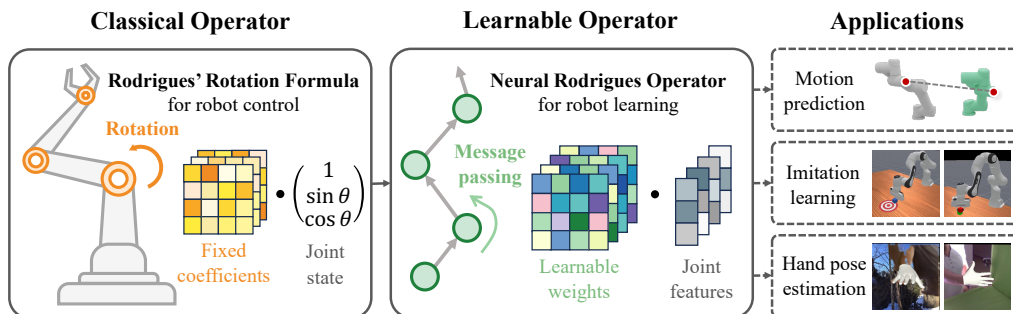 Classical Operator
Rodrigues' Rotation Formula
for robot control
Rotation
1
sin θ
cos θ
Fixed
coefficients
Joint
state
Learnable Operator
Neural Rodrigues Operator
for robot learning
Message
passing
Learnable
weights
Joint
features
Applications
Motion
prediction
Imitation
learning
Hand pose
estimation